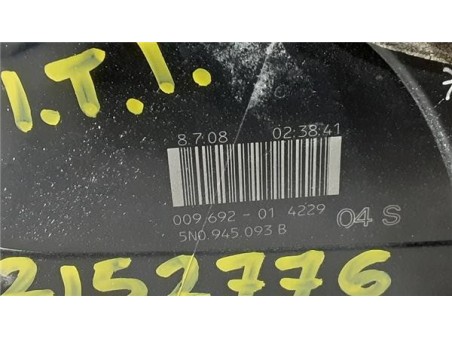 I.T.I.
8.7.08 02:38:41
009.692 - 01 4229 04 S
5N0.945.093 B
2152776